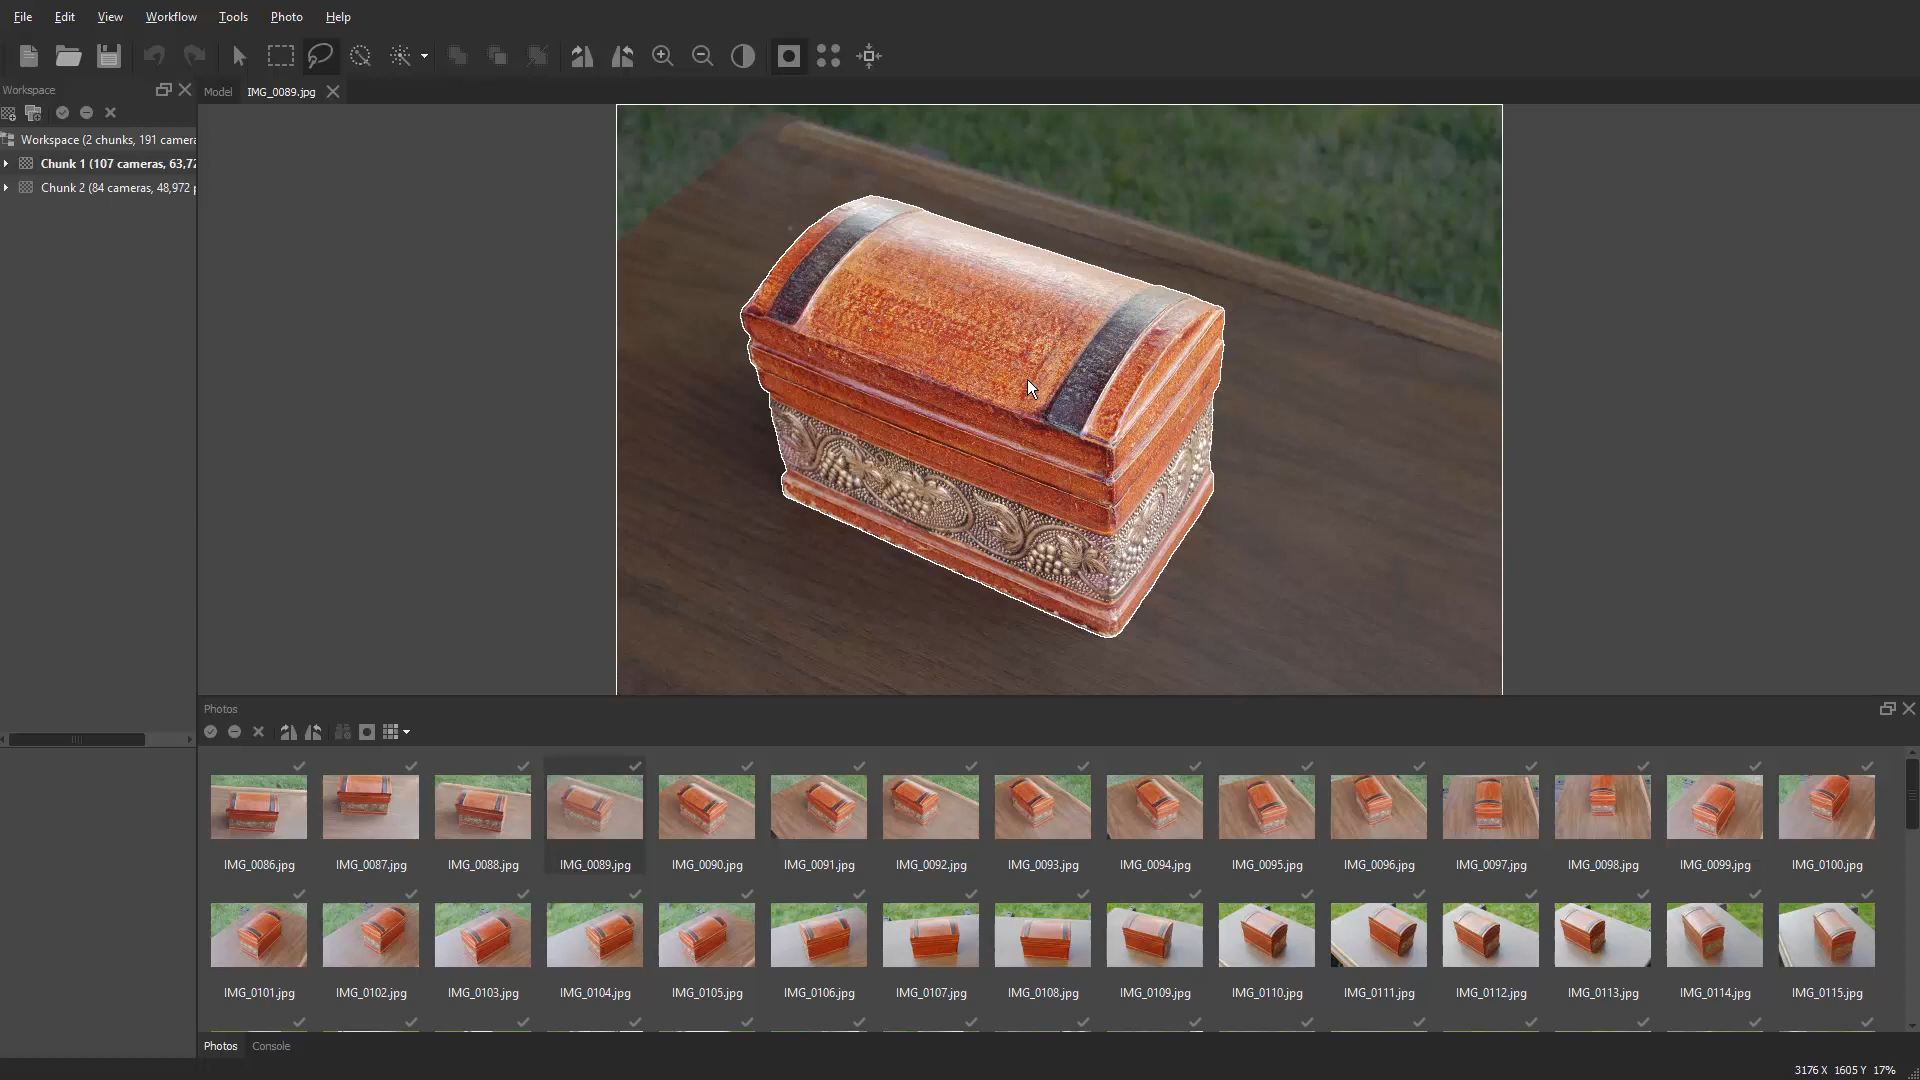 File Edit View Workflow Tools Photo Help
Workspace
Model IMG_0089.jpg
Workspace (2 chunks, 191 camera
Chunk 1 (107 cameras, 63,72
Chunk 2 (84 cameras, 48,972 p
Photos
IMG_0086.jpg IMG_0087.jpg IMG_0088.jpg IMG_0089.jpg IMG_0090.jpg IMG_0091.jpg IMG_0092.jpg IMG_0093.jpg IMG_0094.jpg IMG_0095.jpg IMG_0096.jpg IMG_0097.jpg IMG_0098.jpg IMG_0099.jpg IMG_0100.jpg
IMG_0101.jpg IMG_0102.jpg IMG_0103.jpg IMG_0104.jpg IMG_0105.jpg IMG_0106.jpg IMG_0107.jpg IMG_0108.jpg IMG_0109.jpg IMG_0110.jpg IMG_0111.jpg IMG_0112.jpg IMG_0113.jpg IMG_0114.jpg IMG_0115.jpg
Photos Console
3176 X 1605 Y 17%